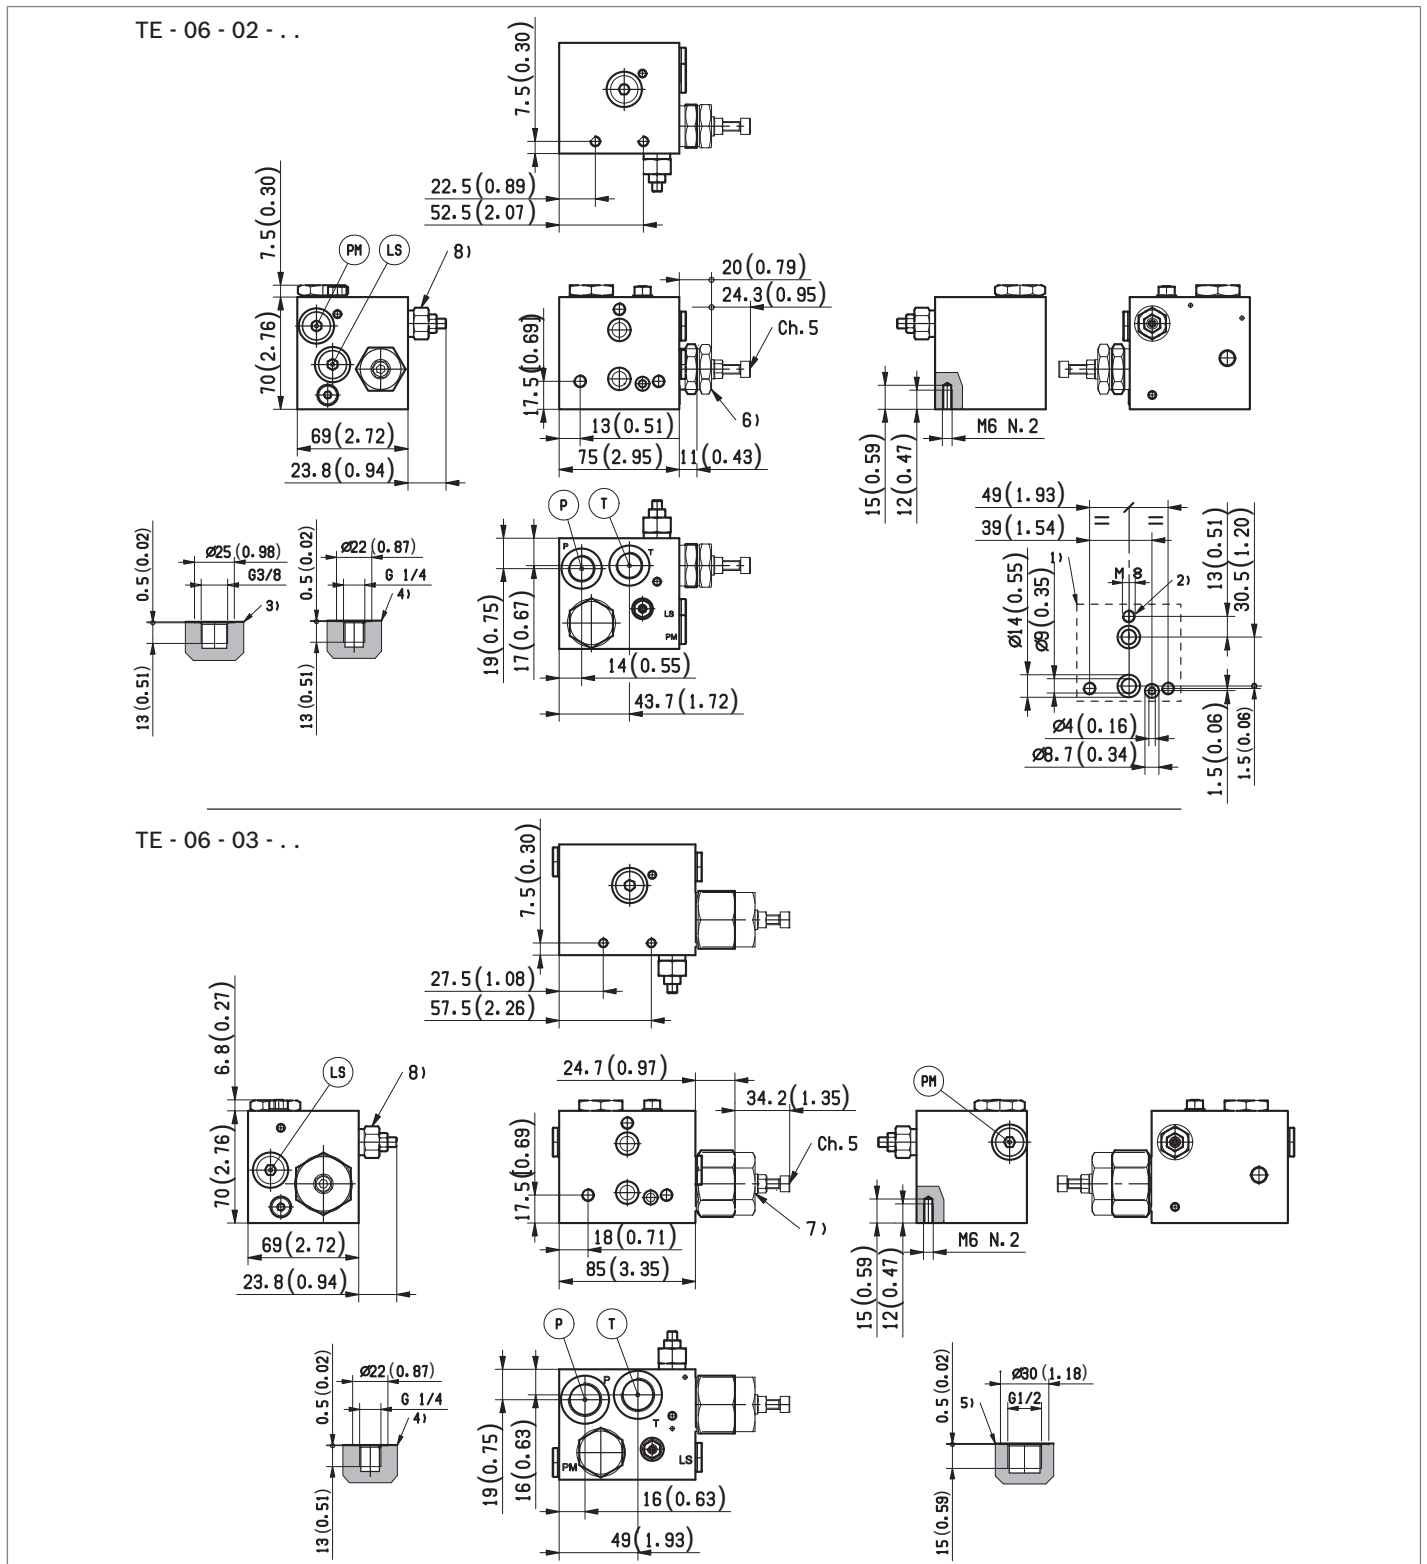 TE - 06 - 02 - . .
7.5(0.30)
22.5(0.89)
52.5(2.07)
7.5(0.30)
PM
LS
8)
70(2.76)
69(2.72)
23.8(0.94)
20(0.79)
24.3(0.95)
Ch.5
17.5(0.69)
6)
13(0.51)
75(2.95)
11(0.43)
15(0.59)
12(0.47)
M6 N.2
0.5(0.02)
Ø25(0.98)
G3/8
3)
13(0.51)
0.5(0.02)
Ø22(0.87)
G 1/4
4)
13(0.51)
P
T
P
T
LS
PM
19(0.75)
17(0.67)
14(0.55)
43.7(1.72)
49(1.93)
=
=
39(1.54)
1)
M 8
2)
13(0.51)
30.5(1.20)
Ø14(0.55)
Ø9(0.35)
Ø4(0.16)
Ø8.7(0.34)
1.5(0.06)
1.5(0.06)
TE - 06 - 03 - . .
7.5(0.30)
27.5(1.08)
57.5(2.26)
6.8(0.27)
LS
8)
70(2.76)
69(2.72)
23.8(0.94)
24.7(0.97)
34.2(1.35)
Ch.5
17.5(0.69)
7)
18(0.71)
85(3.35)
PM
15(0.59)
12(0.47)
M6 N.2
0.5(0.02)
Ø22(0.87)
G 1/4
4)
13(0.51)
P
T
P
T
PM
LS
19(0.75)
16(0.63)
16(0.63)
49(1.93)
0.5(0.02)
Ø30(1.18)
5)
G1/2
15(0.59)